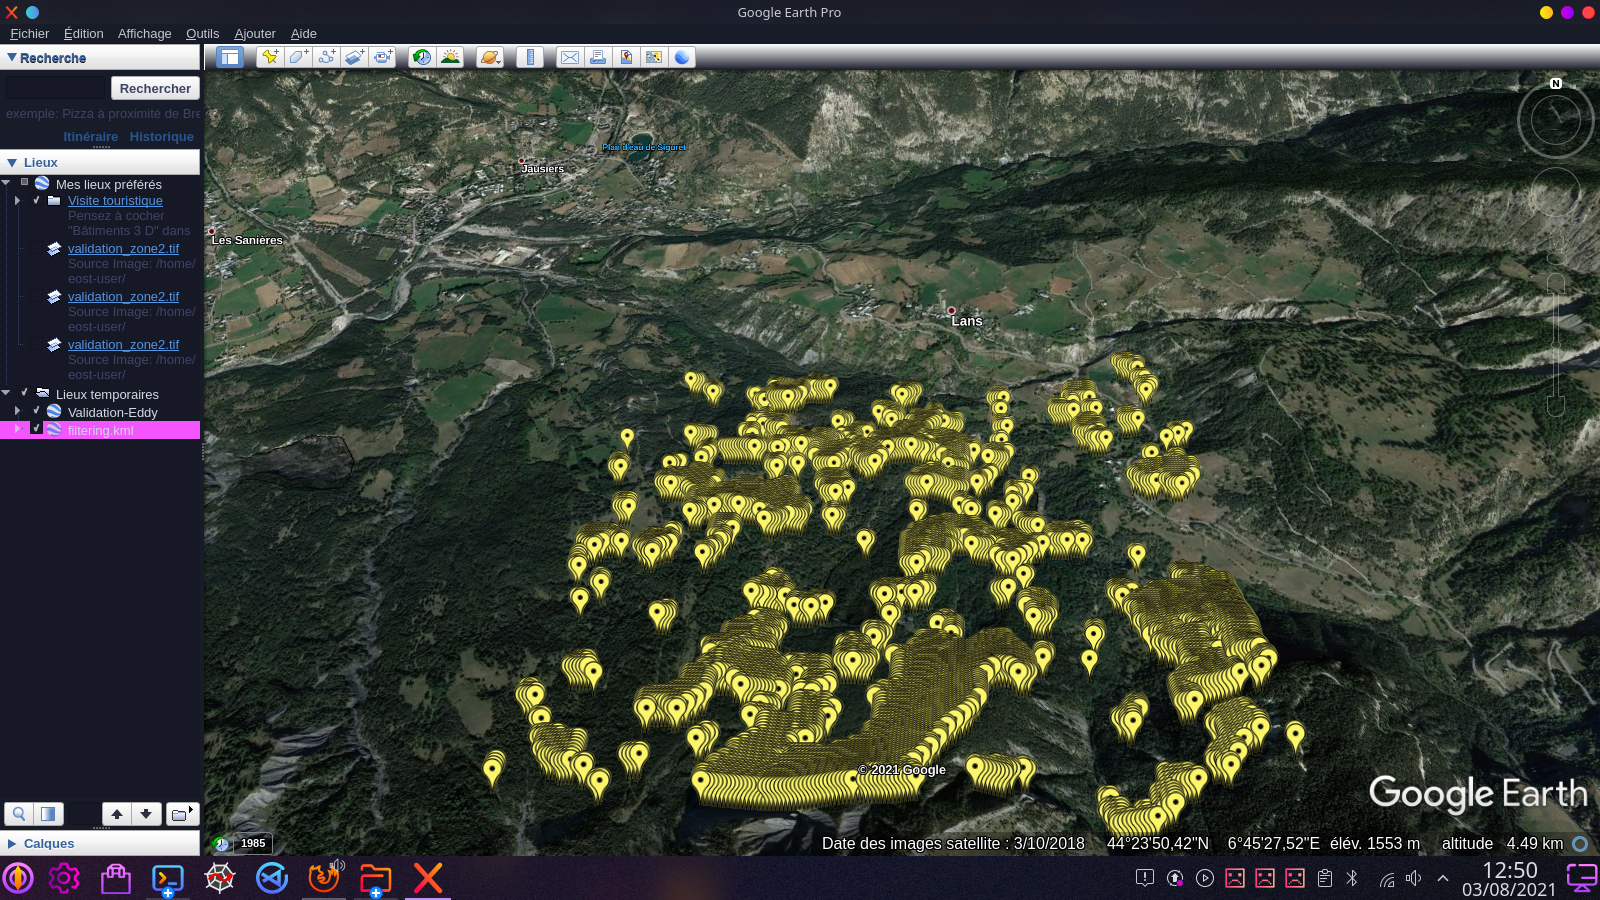 Google Earth Pro
Fichier Édition Affichage Outils Ajouter Aide
Recherche
Rechercher
exemple: Pizza à proximité de Bre
Itinéraire Historique
Lieux
Mes lieux préférés
Visite touristique
Pensez à cocher
"Bâtiments 3 D" dans
validation_zone2.tif
Source Image: /home/
eost-user/
validation_zone2.tif
Source Image: /home/
eost-user/
validation_zone2.tif
Source Image: /home/
eost-user/
Lieux temporaires
Validation-Eddy
filtering.kml
Calques
N
Plan d'eau de Siguret
Jausiers
Les Sanières
Lans
© 2021 Google
Google Earth
1985
Date des images satellite : 3/10/2018 44°23'50,42"N 6°45'27,52"E élév. 1553 m altitude 4.49 km
12:50
03/08/2021